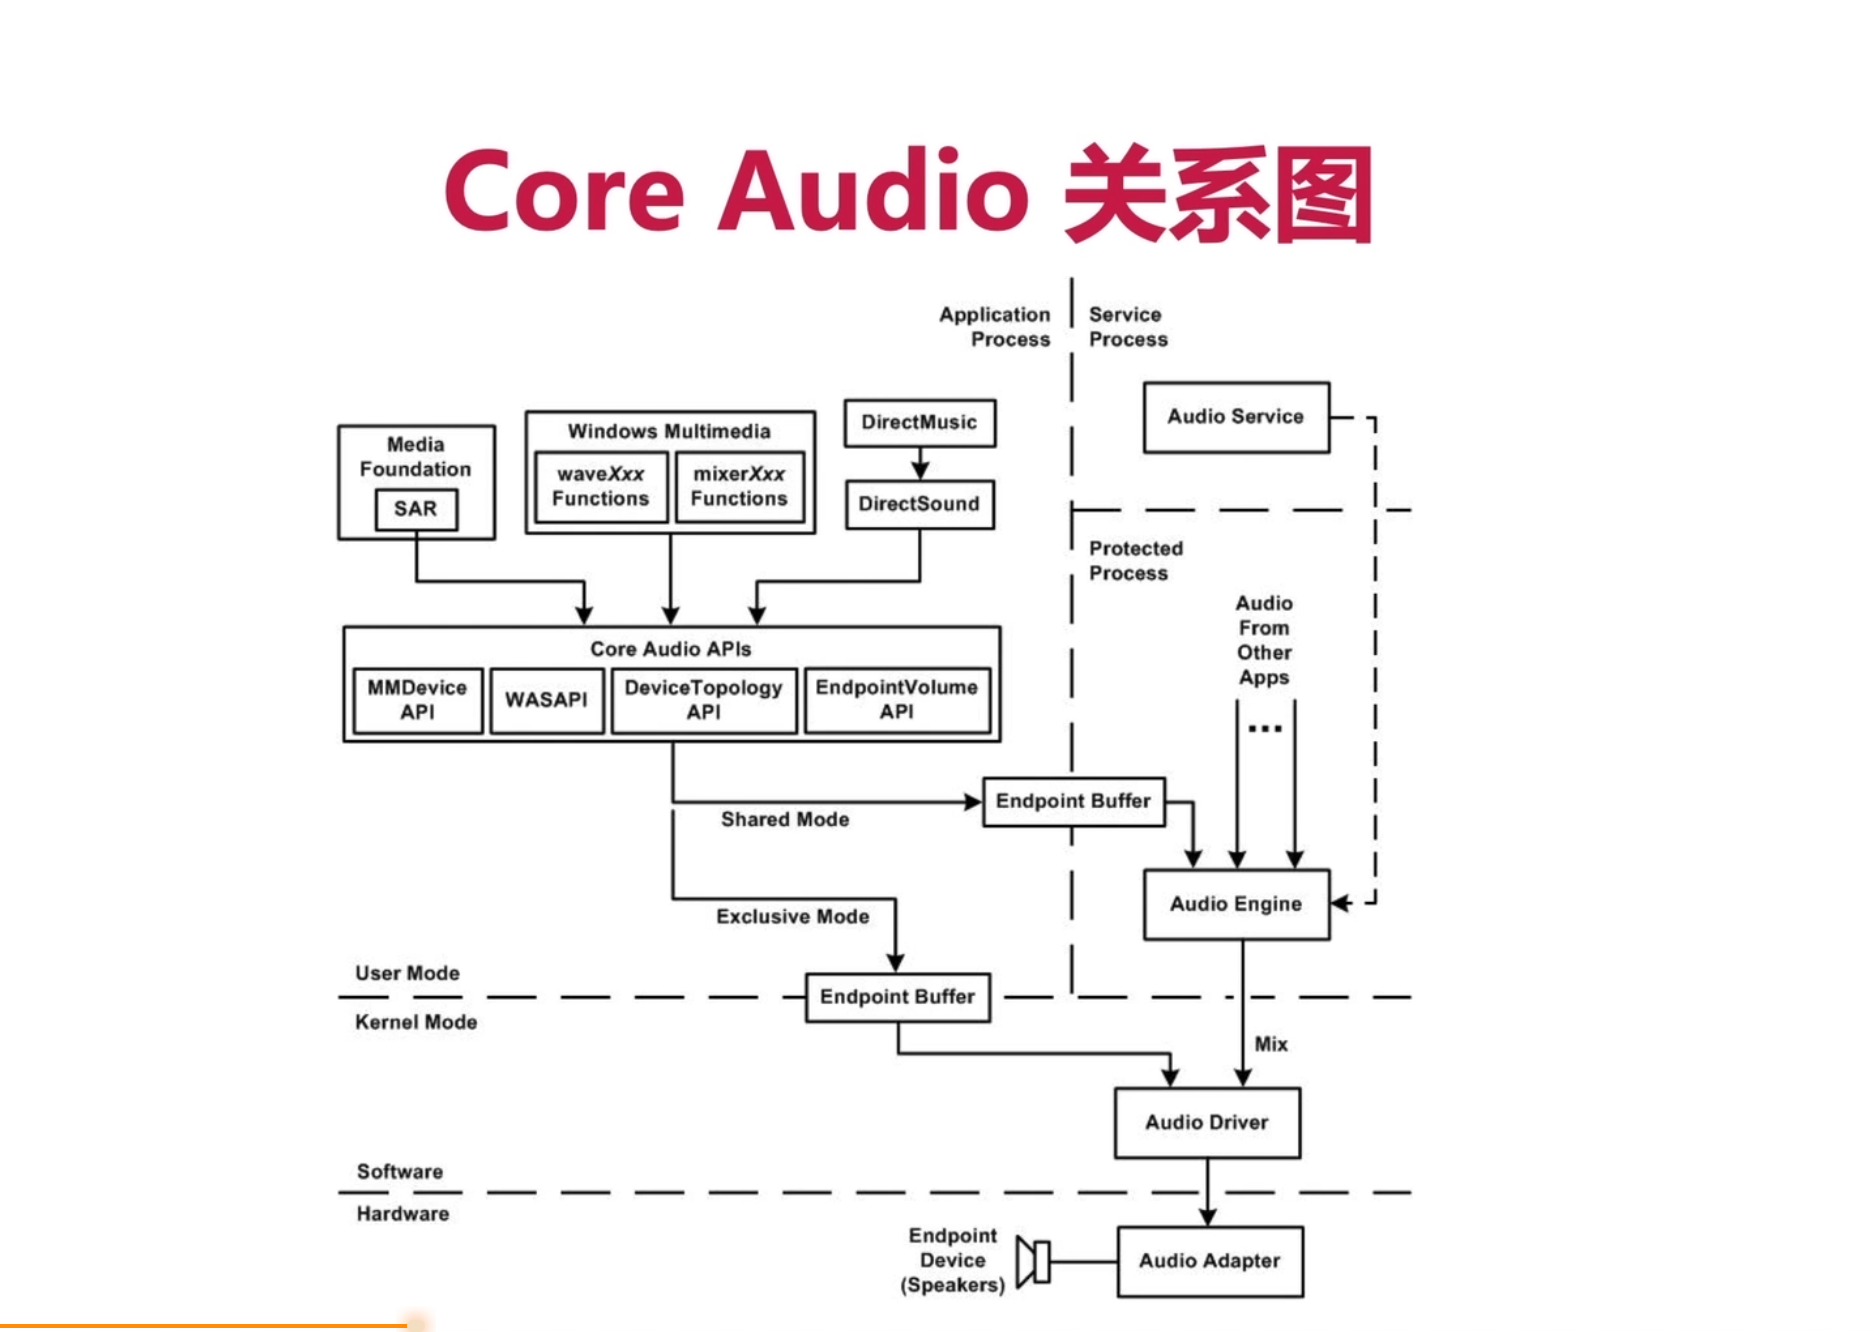 Core Audio 关系图
Application
Process
Service
Process
Audio Service
Media
Foundation
SAR
Windows Multimedia
waveXxx
Functions
mixerXxx
Functions
DirectMusic
DirectSound
Protected
Process
Audio
From
Other
Apps
...
Core Audio APIs
MMDevice
API
WASAPI
DeviceTopology
API
EndpointVolume
API
Shared Mode
Endpoint Buffer
Exclusive Mode
Audio Engine
User Mode
Endpoint Buffer
Kernel Mode
Mix
Audio Driver
Software
Hardware
Endpoint
Device
(Speakers)
Audio Adapter